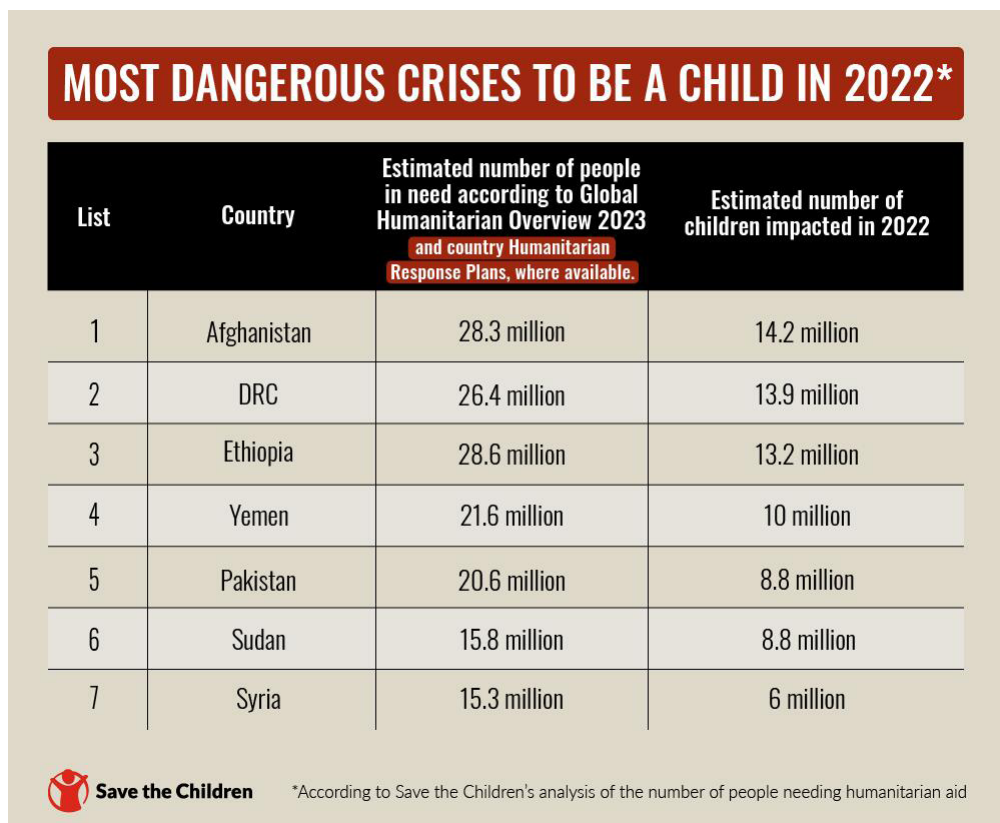 MOST DANGEROUS CRISES TO BE A CHILD IN 2022*
List
Country
Estimated number of people
in need according to Global
Humanitarian Overview 2023
and country Humanitarian
Response Plans, where available.
Estimated number of
children impacted in 2022
1 Afghanistan 28.3 million 14.2 million
2 DRC 26.4 million 13.9 million
3 Ethiopia 28.6 million 13.2 million
4 Yemen 21.6 million 10 million
5 Pakistan 20.6 million 8.8 million
6 Sudan 15.8 million 8.8 million
7 Syria 15.3 million 6 million
Save the Children
*According to Save the Children’s analysis of the number of people needing humanitarian aid